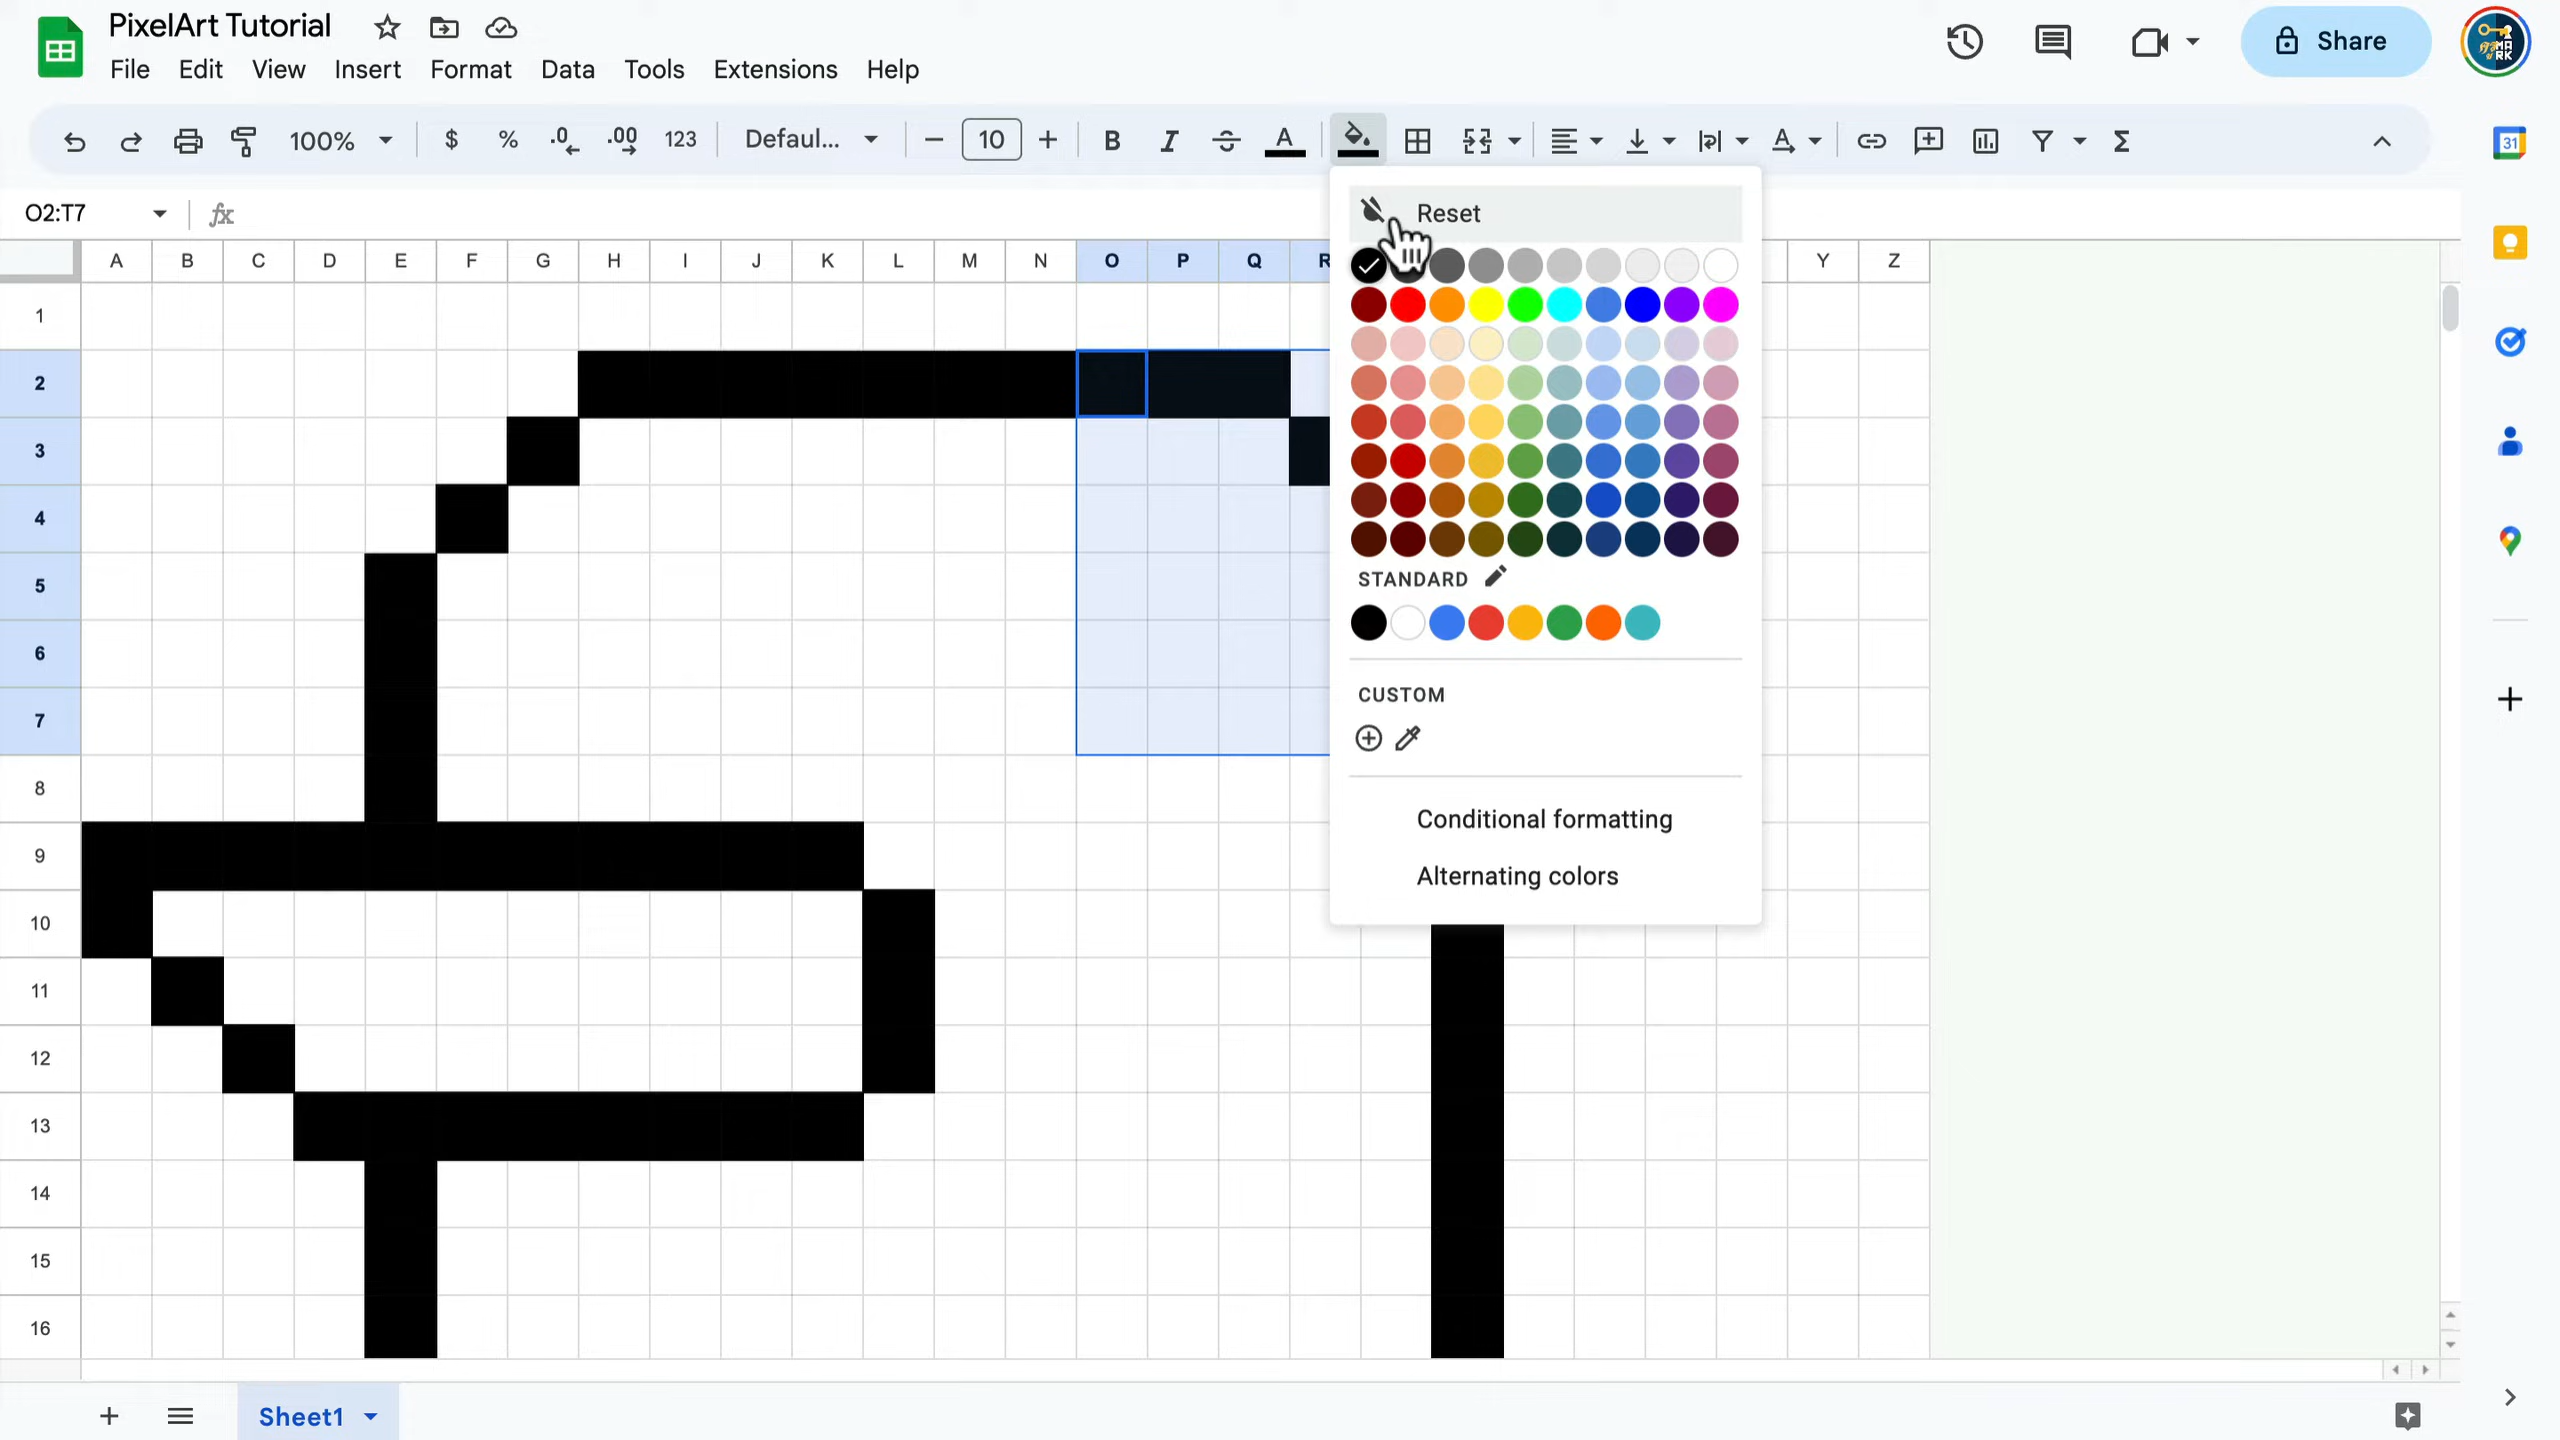 PixelArt Tutorial
File Edit View Insert Format Data Tools Extensions Help
Share
31
100% $ % .0 .00 123 Defaul... 10 B I S A A Σ
O2:T7 fx
Reset
A B C D E F G H I J K L M N O P Q R Y Z
1
2
3
4
5
6
7
8
9
10
11
12
13
14
15
16
STANDARD
CUSTOM
Conditional formatting
Alternating colors
Sheet1